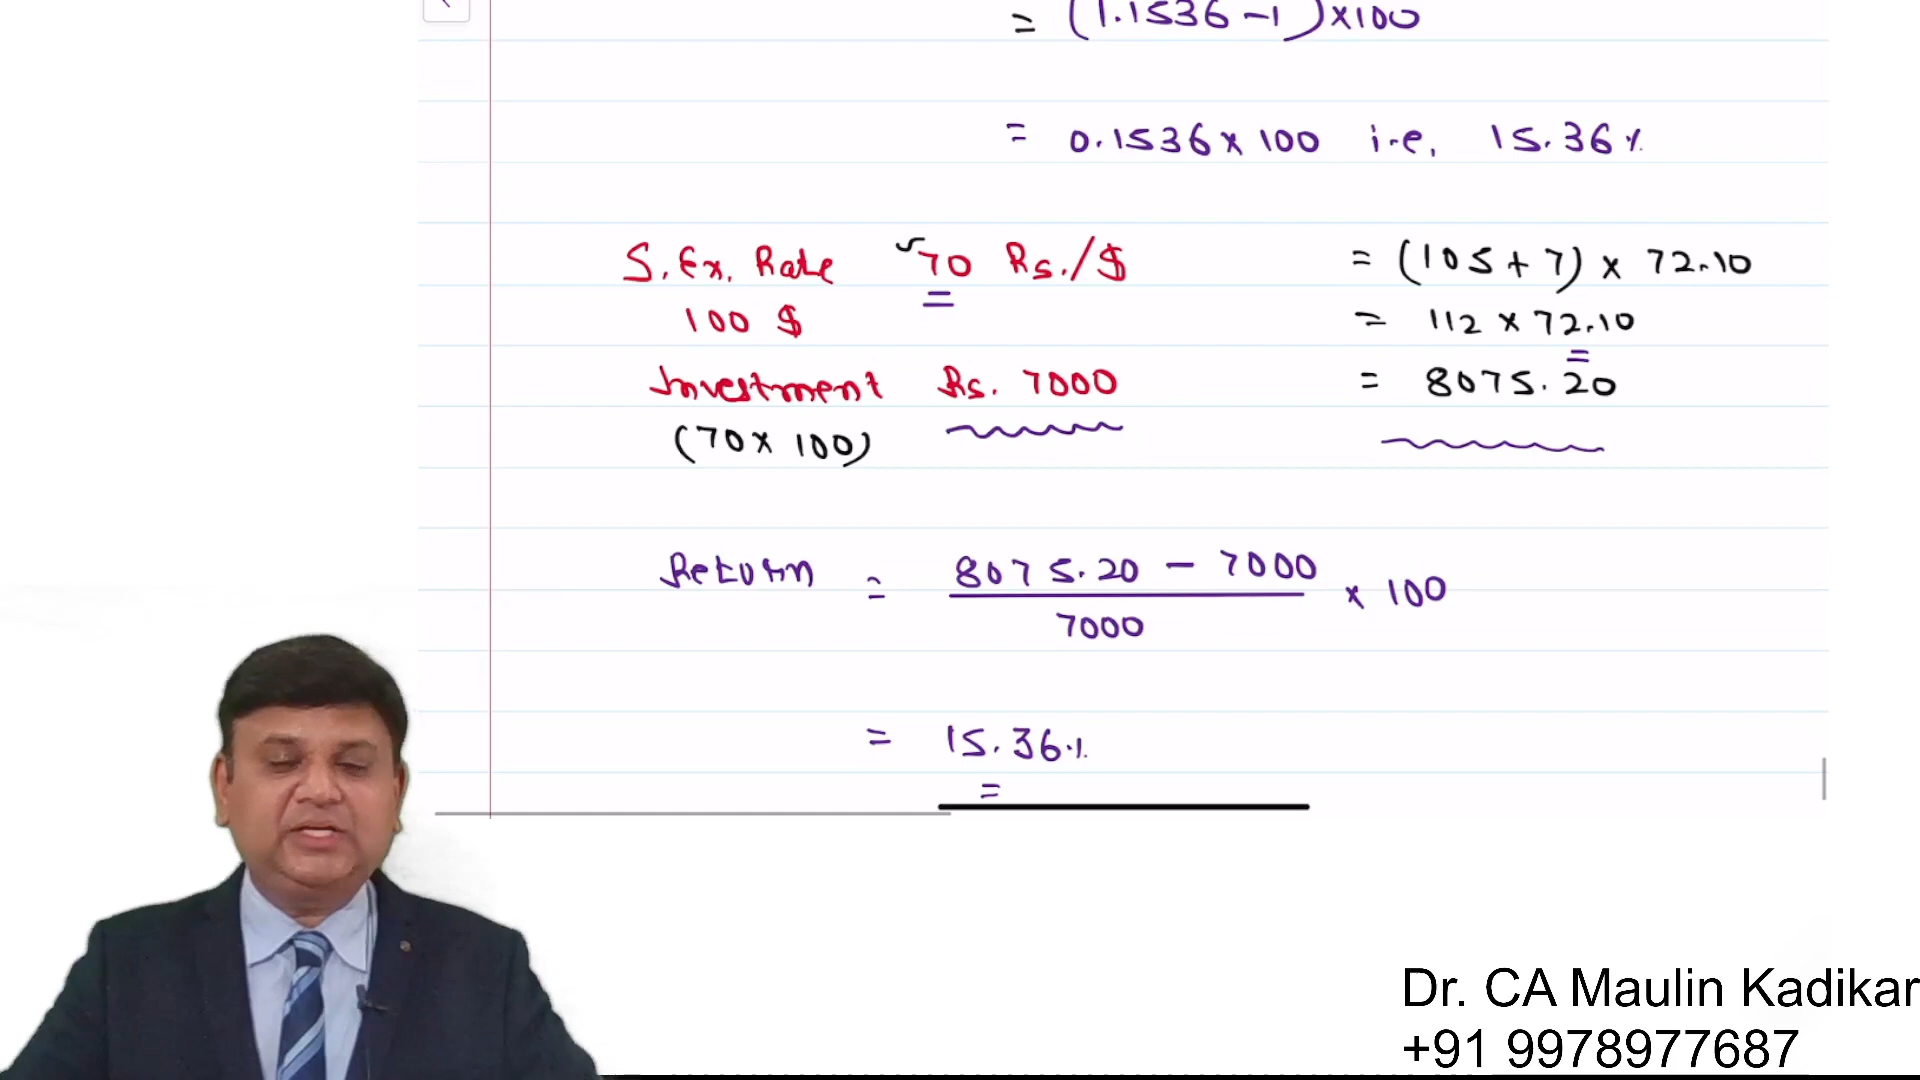 = (1.1536 - 1) × 100
= 0.1536 × 100 i.e. 15.36 %
S. Ex. Rate 70 Rs./$
100 $
Investment Rs. 7000
(70 × 100)
= (105 + 7) × 72.10
= 112 × 72.10
= 8075.20
Return = 8075.20 - 7000 / 7000 × 100
= 15.36 %
=
Dr. CA Maulin Kadikar
+91 9978977687